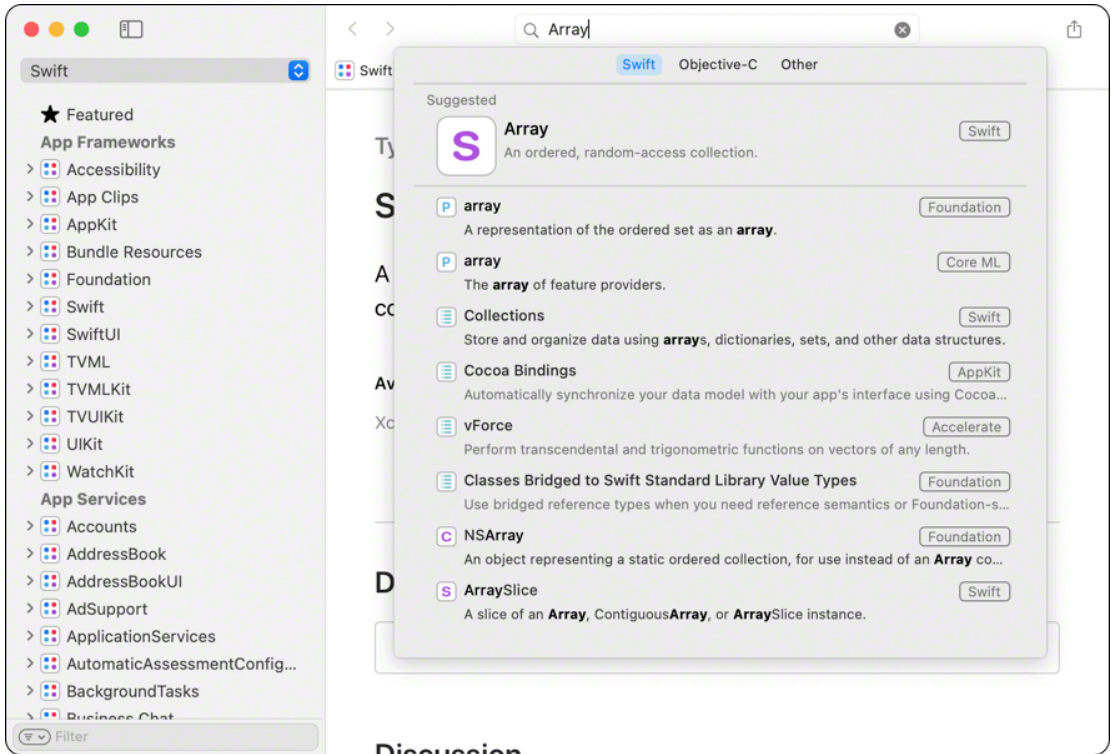 Array
Swift
Swift
Swift Objective-C Other
Featured
App Frameworks
Accessibility
App Clips
AppKit
Bundle Resources
Foundation
Swift
SwiftUI
TVML
TVMLKit
TVUIKit
UIKit
WatchKit
App Services
Accounts
AddressBook
AddressBookUI
AdSupport
ApplicationServices
AutomaticAssessmentConfig...
BackgroundTasks
Business Chat
Filter
Suggested
S
Array Swift
An ordered, random-access collection.
P array Foundation
A representation of the ordered set as an array.
P array Core ML
The array of feature providers.
Collections Swift
Store and organize data using arrays, dictionaries, sets, and other data structures.
Cocoa Bindings AppKit
Automatically synchronize your data model with your app's interface using Cocoa...
vForce Accelerate
Perform transcendental and trigonometric functions on vectors of any length.
Classes Bridged to Swift Standard Library Value Types Foundation
Use bridged reference types when you need reference semantics or Foundation-s...
C NSArray Foundation
An object representing a static ordered collection, for use instead of an Array co...
S ArraySlice Swift
A slice of an Array, ContiguousArray, or ArraySlice instance.
Discussion